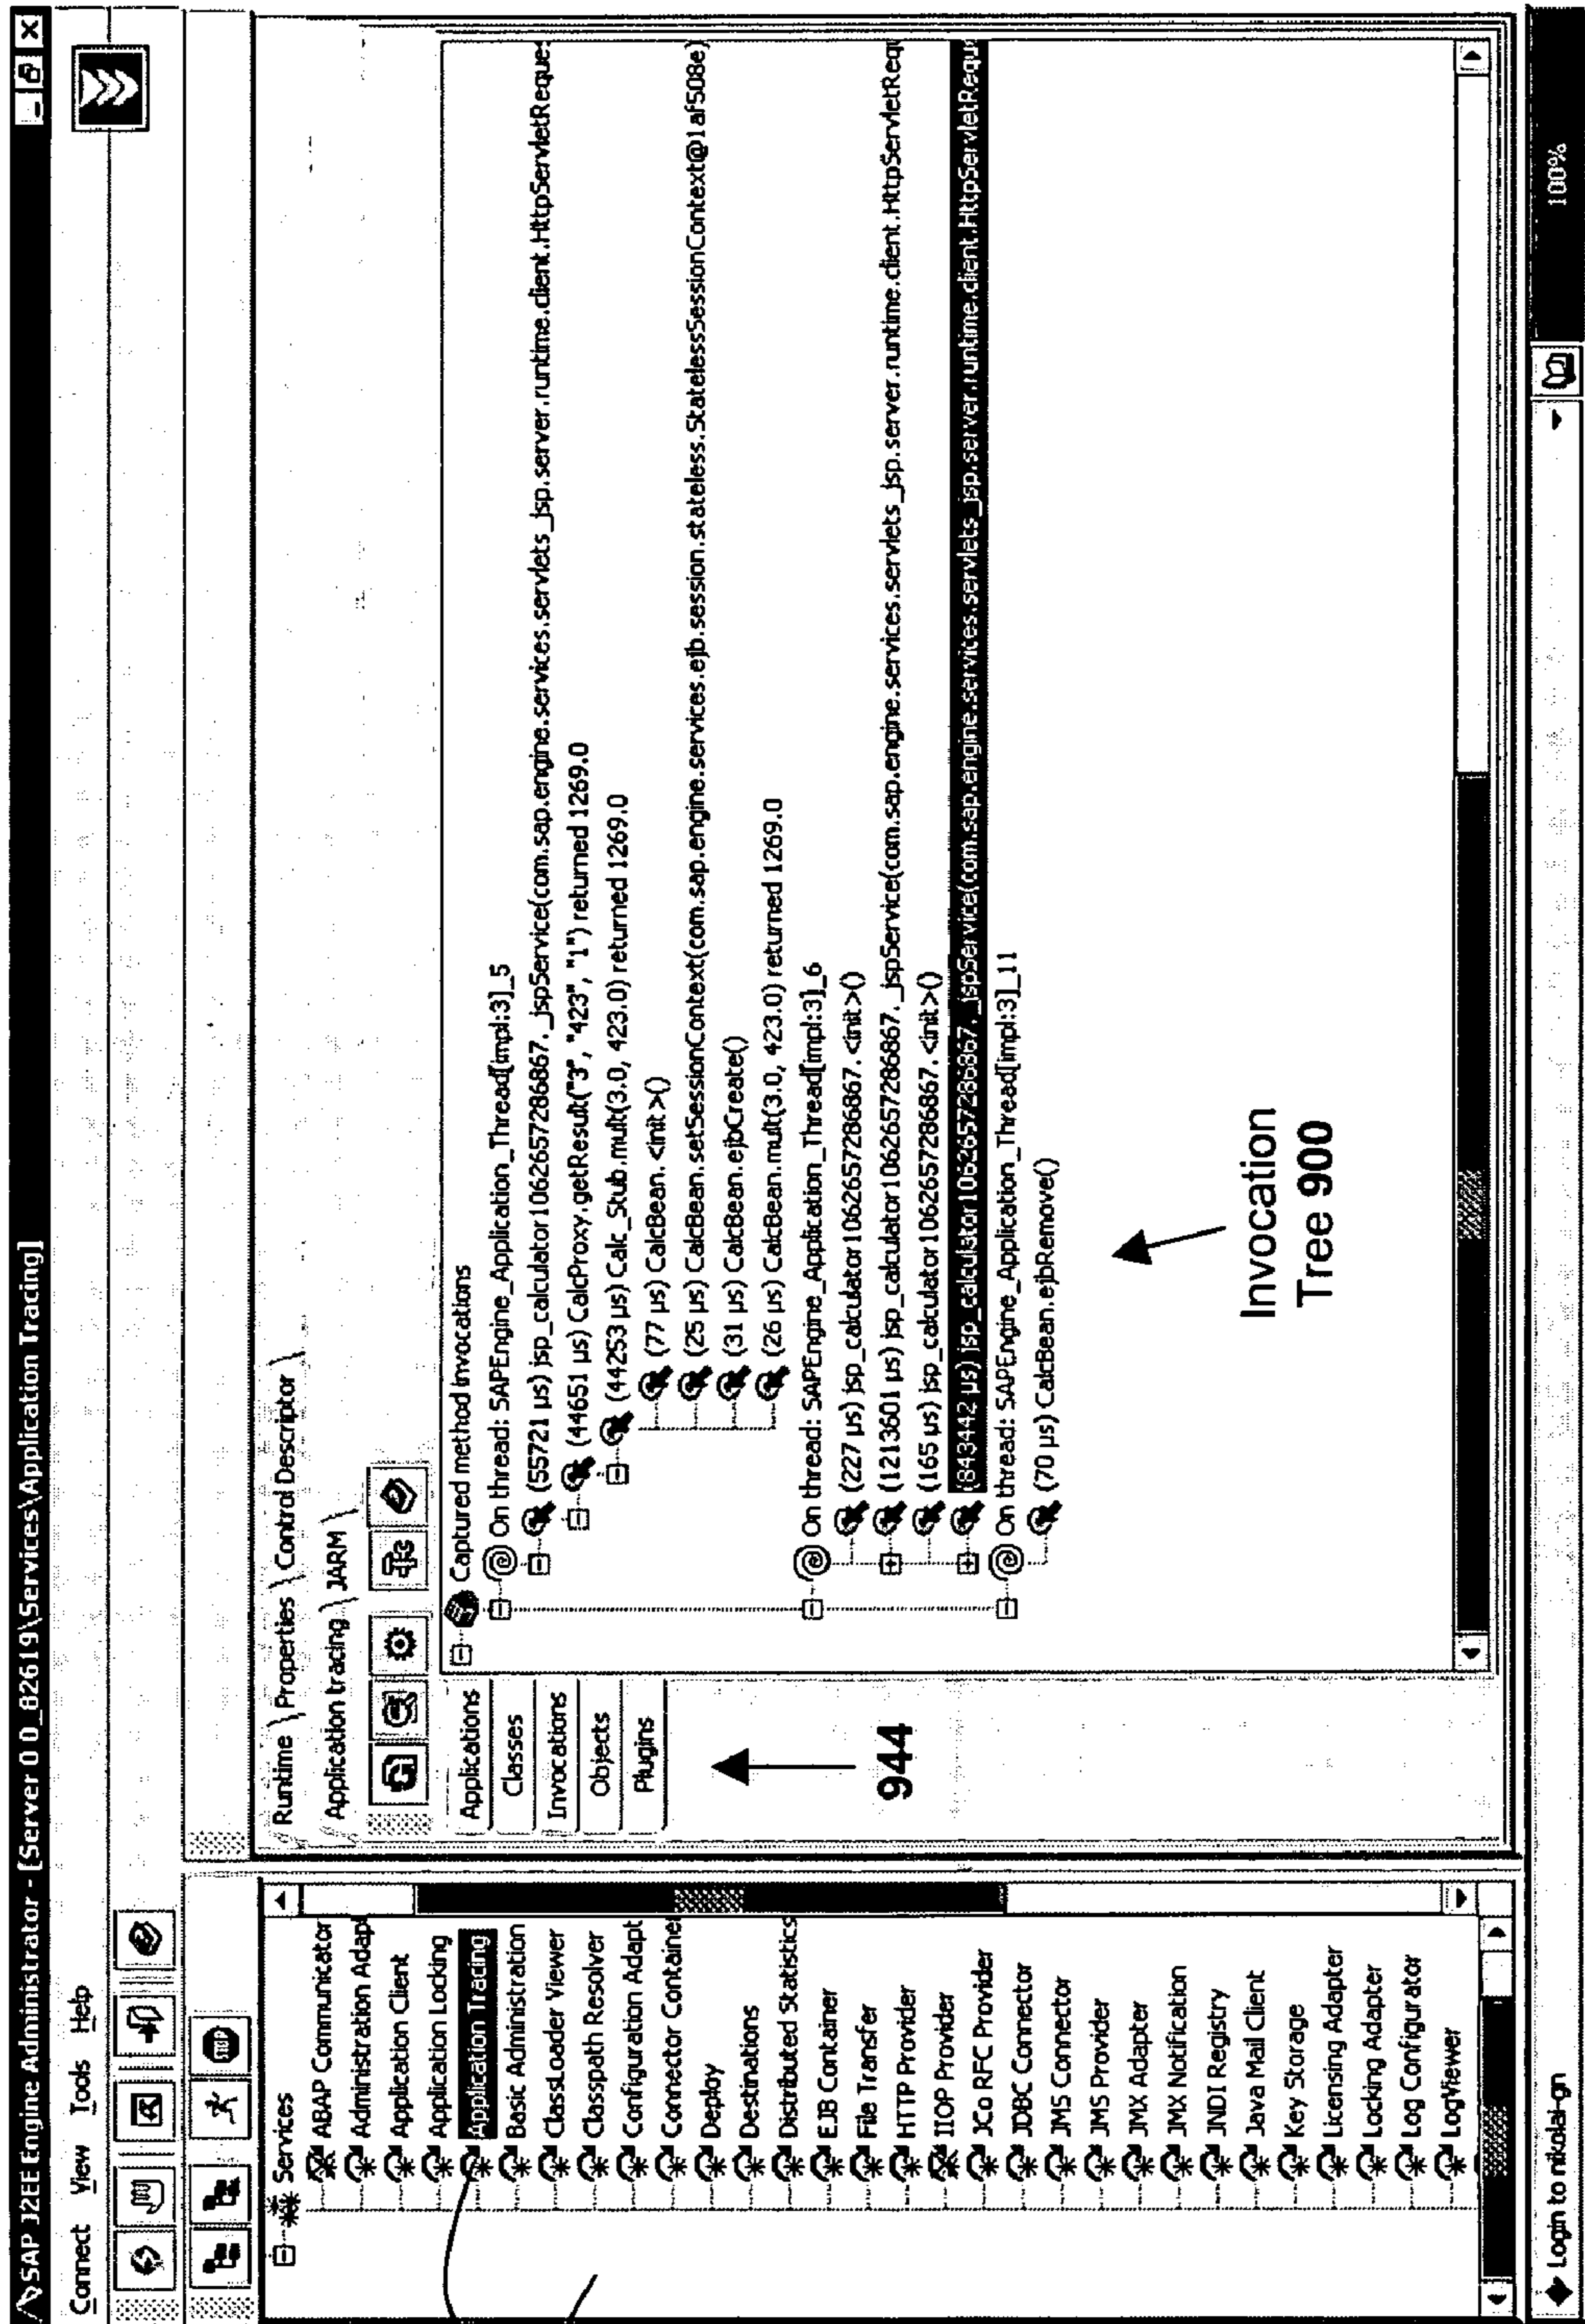 SAP J2EE Engine Administrator - [Server 0 0_82619\Services\Application Tracing]
Connect View Tools Help
Services
ABAP Communicator
Administration Adapt
Application Client
Application Locking
Application Tracing
Basic Administration
ClassLoader Viewer
Classpath Resolver
Configuration Adapt
Connector Container
Deploy
Destinations
Distributed Statistics
EJB Container
File Transfer
HTTP Provider
IIOP Provider
JCo RFC Provider
JDBC Connector
JMS Connector
JMS Provider
JMX Adapter
JMX Notification
JNDI Registry
Java Mail Client
Key Storage
Licensing Adapter
Locking Adapter
Log Configurator
LogViewer
Runtime \ Properties \ Control Descriptor \
Application tracing \ JARM \
Applications
Classes
Invocations
Objects
Plugins
944
Captured method invocations
On thread: SAPEngine_Application_Thread[impl:3]_5
(55721 µs) jsp_calculator1062657286867._jspService(com.sap.engine.services.servlets_jsp.server.runtime.client.HttpServletReques
(44651 µs) CalcProxy.getResult("3", "423", "1") returned 1269.0
(44253 µs) Calc_Stub.mult(3.0, 423.0) returned 1269.0
(77 µs) CalcBean.<init>()
(25 µs) CalcBean.setSessionContext(com.sap.engine.services.ejb.session.stateless.StatelessSessionContext@1af508e)
(31 µs) CalcBean.ejbCreate()
(26 µs) CalcBean.mult(3.0, 423.0) returned 1269.0
On thread: SAPEngine_Application_Thread[impl:3]_6
(227 µs) jsp_calculator1062657286867.<init>()
(1213601 µs) jsp_calculator1062657286867._jspService(com.sap.engine.services.servlets_jsp.server.runtime.client.HttpServletRequ
(165 µs) jsp_calculator1062657286867.<init>()
(843442 µs) jsp_calculator1062657286867._jspService(com.sap.engine.services.servlets_jsp.server.runtime.client.HttpServletReque
On thread: SAPEngine_Application_Thread[impl:3]_11
(70 µs) CalcBean.ejbRemove()
Invocation
Tree 900
Login to nikolai-gn
100%